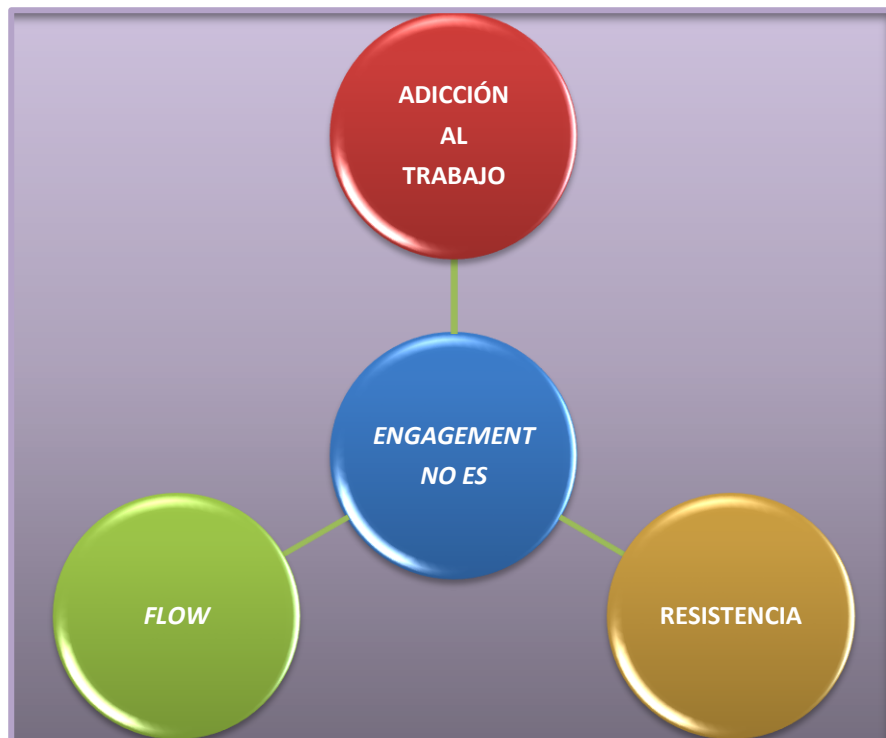 ADICCIÓN
AL
TRABAJO
ENGAGEMENT
NO ES
FLOW
RESISTENCIA